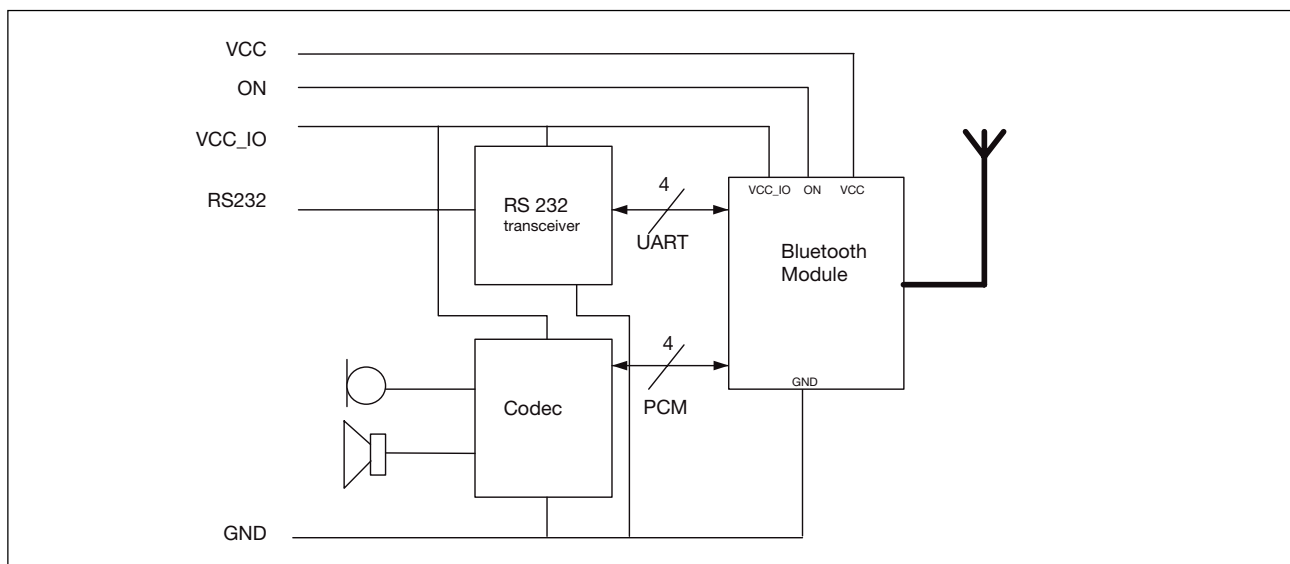 VCC
ON
VCC_IO
RS232
RS 232
transceiver
4
UART
VCC_IO ON VCC
Bluetooth
Module
4
PCM
GND
Codec
GND